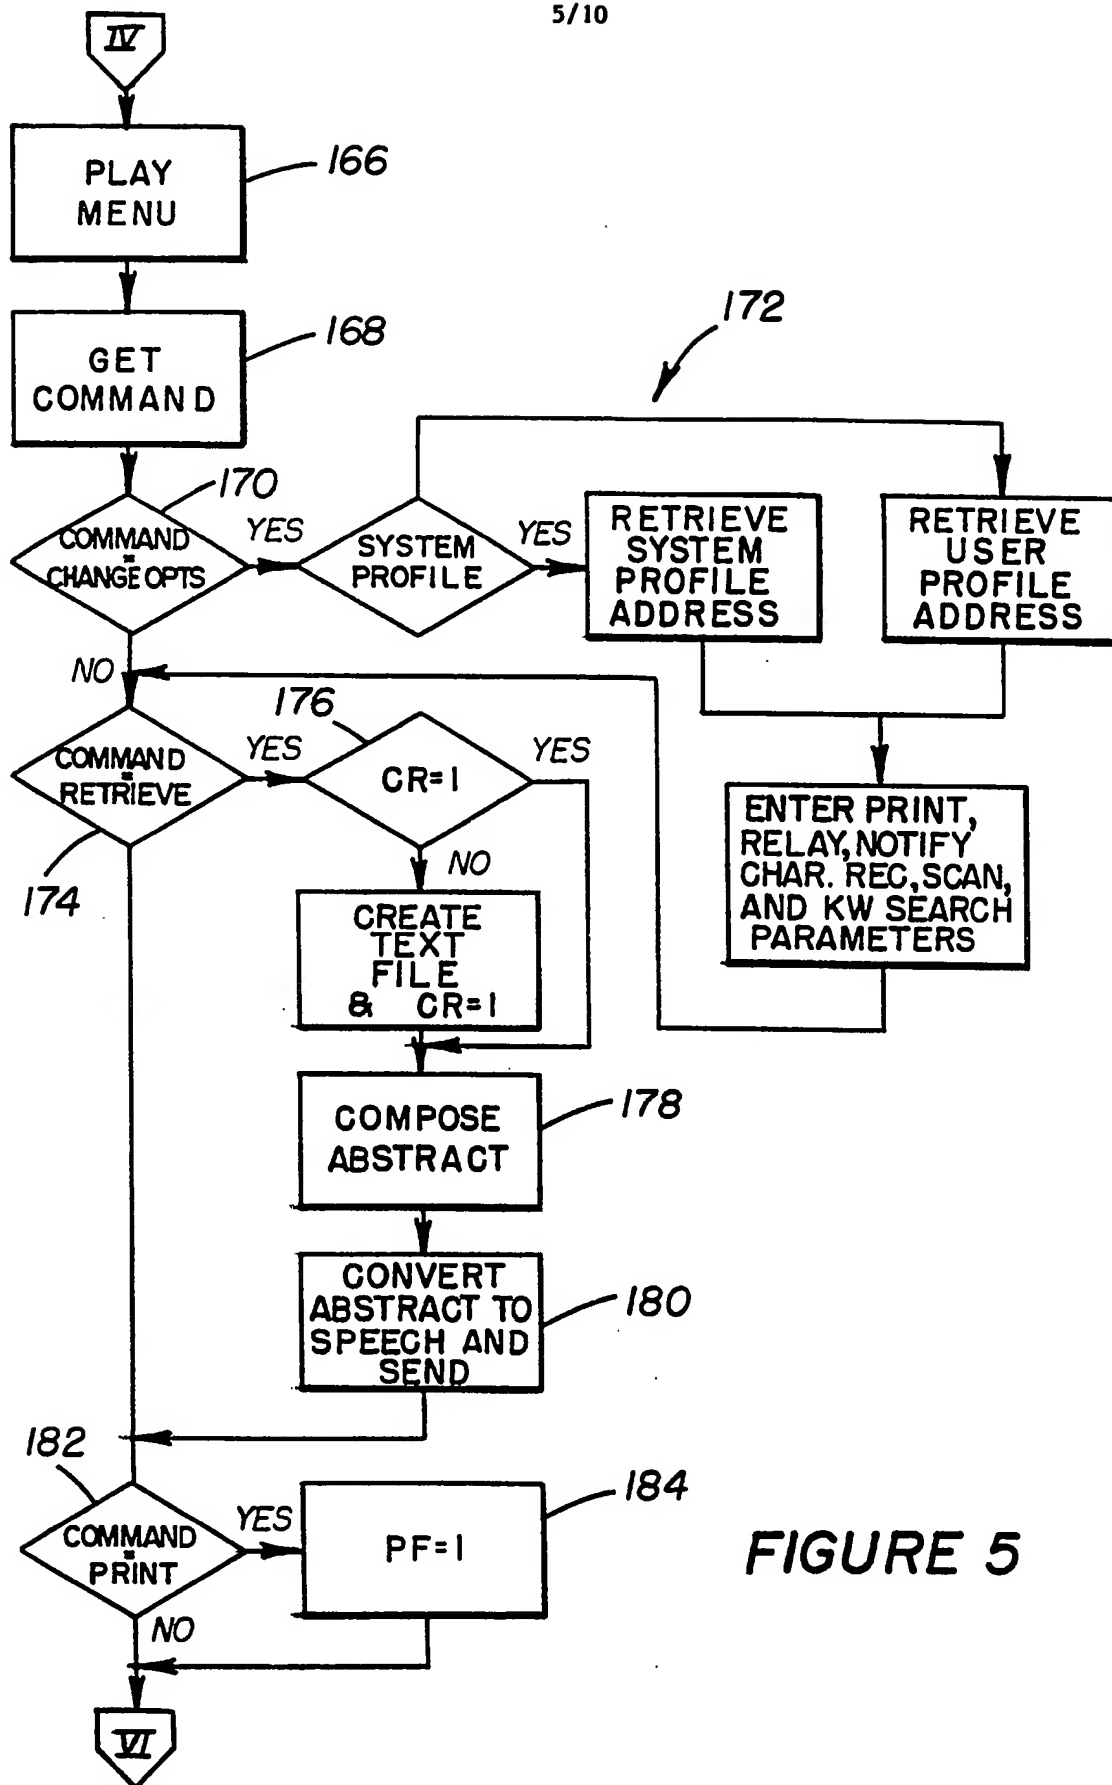 5/10
IV
PLAY
MENU
166
GET
COMMAND
168
172
170
COMMAND
=
CHANGE OPTS
YES
SYSTEM
PROFILE
YES
RETRIEVE
SYSTEM
PROFILE
ADDRESS
RETRIEVE
USER
PROFILE
ADDRESS
NO
COMMAND
=
RETRIEVE
174
YES
176
CR=1
YES
NO
ENTER PRINT,
RELAY, NOTIFY
CHAR. REC, SCAN,
AND KW SEARCH
PARAMETERS
CREATE
TEXT
FILE
& CR=1
COMPOSE
ABSTRACT
178
CONVERT
ABSTRACT TO
SPEECH AND
SEND
180
182
COMMAND
=
PRINT
YES
PF=1
184
NO
VI
FIGURE 5